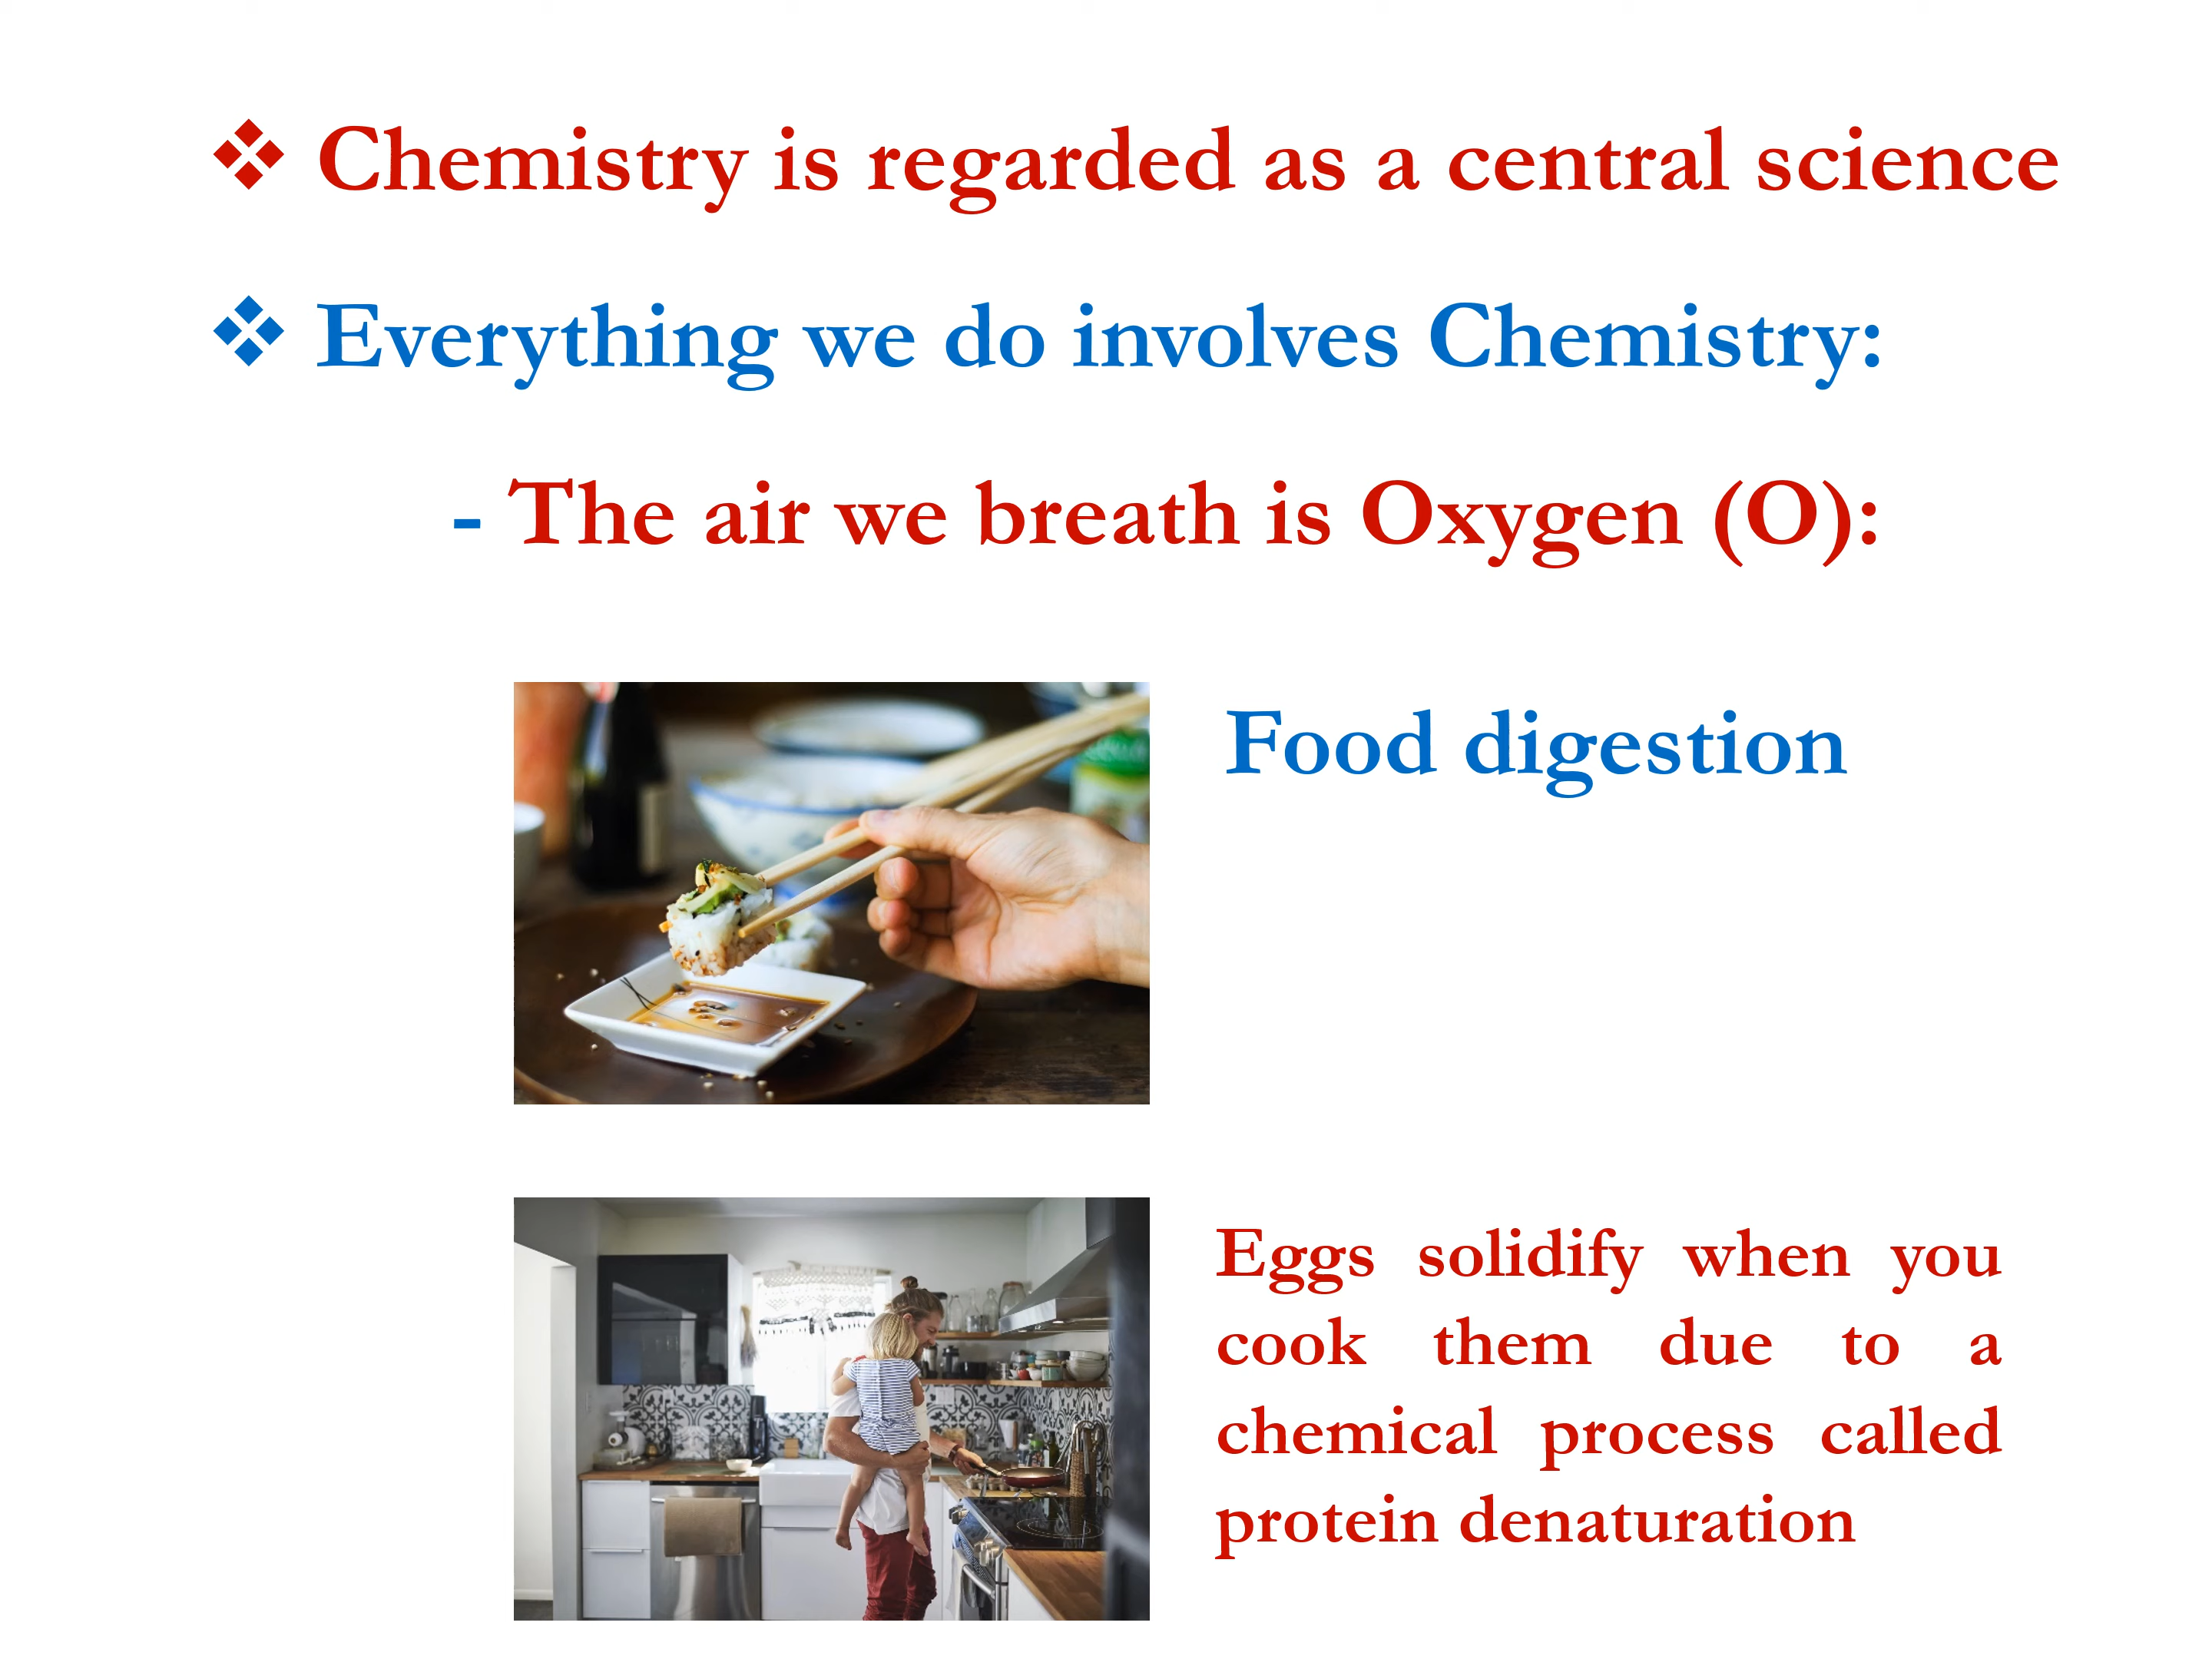 ❖ Chemistry is regarded as a central science
❖ Everything we do involves Chemistry:
- The air we breath is Oxygen (O):
Food digestion
Eggs solidify when you
cook them due to a
chemical process called
protein denaturation